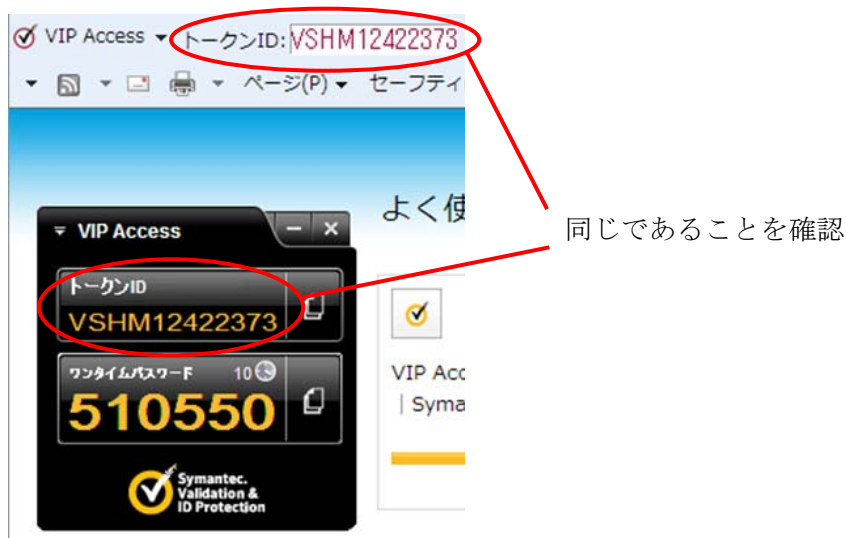 VIP Access トークンID: VSHM12422373
ページ(P) セーフティ
よく使
VIP Access
同じであることを確認
トークンID
VSHM12422373
ワンタイムパスワード 10
510550
VIP Acc
| Syma
Symantec.
Validation &
ID Protection